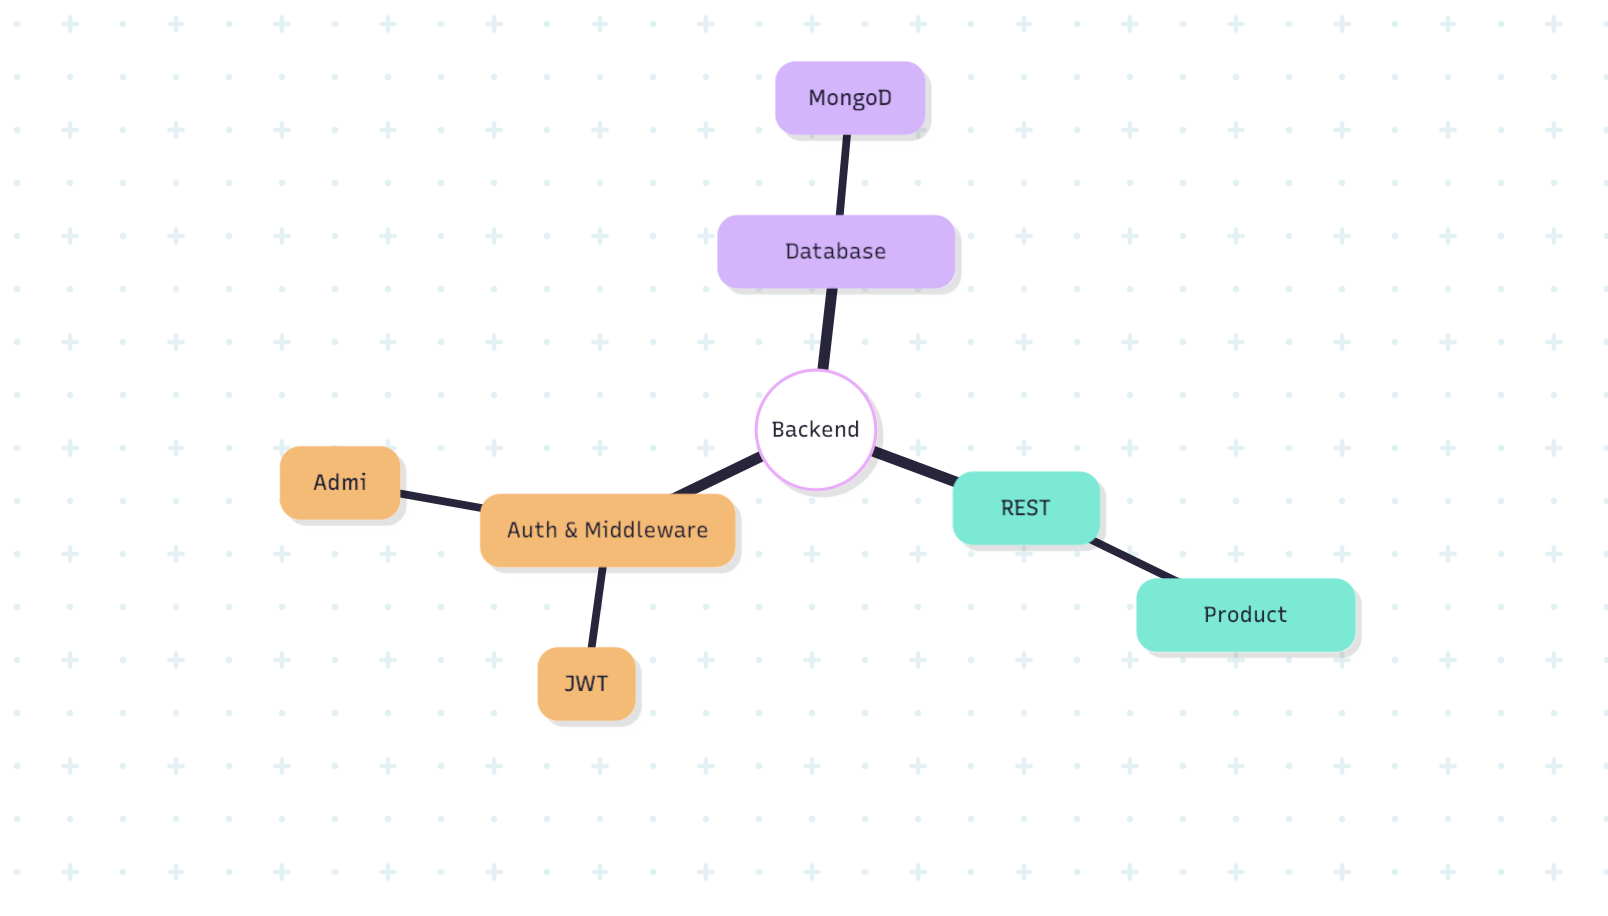 MongoD
Database
Backend
Admi
REST
Auth & Middleware
Product
JWT